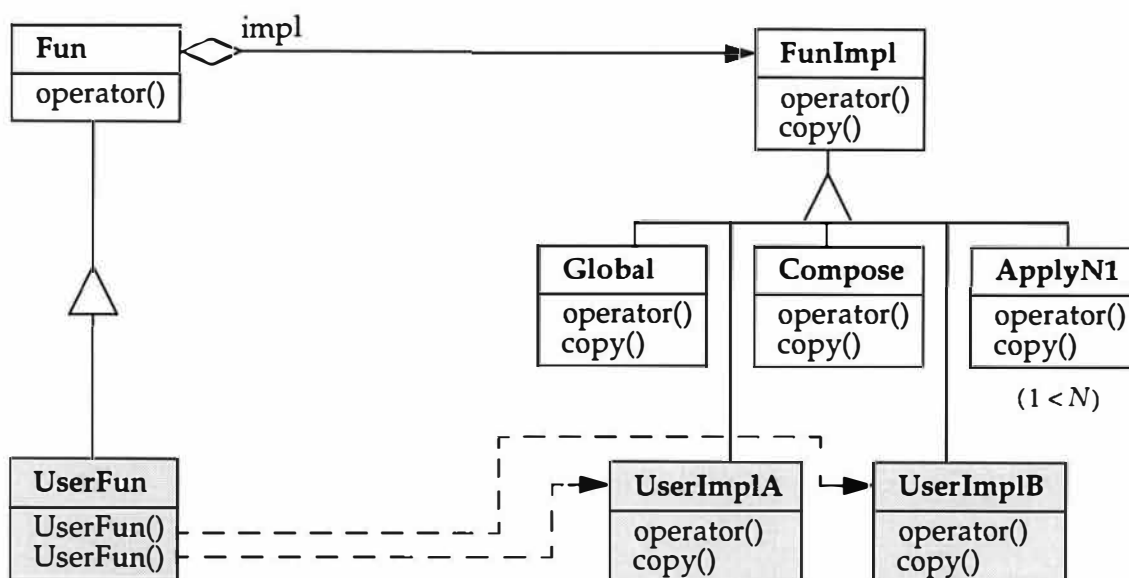 impl
Fun
operator()
FunImpl
operator()
copy()
Global
operator()
copy()
Compose
operator()
copy()
ApplyN1
operator()
copy()
(1 < N)
UserFun
UserFun()
UserFun()
UserImplA
operator()
copy()
UserImplB
operator()
copy()